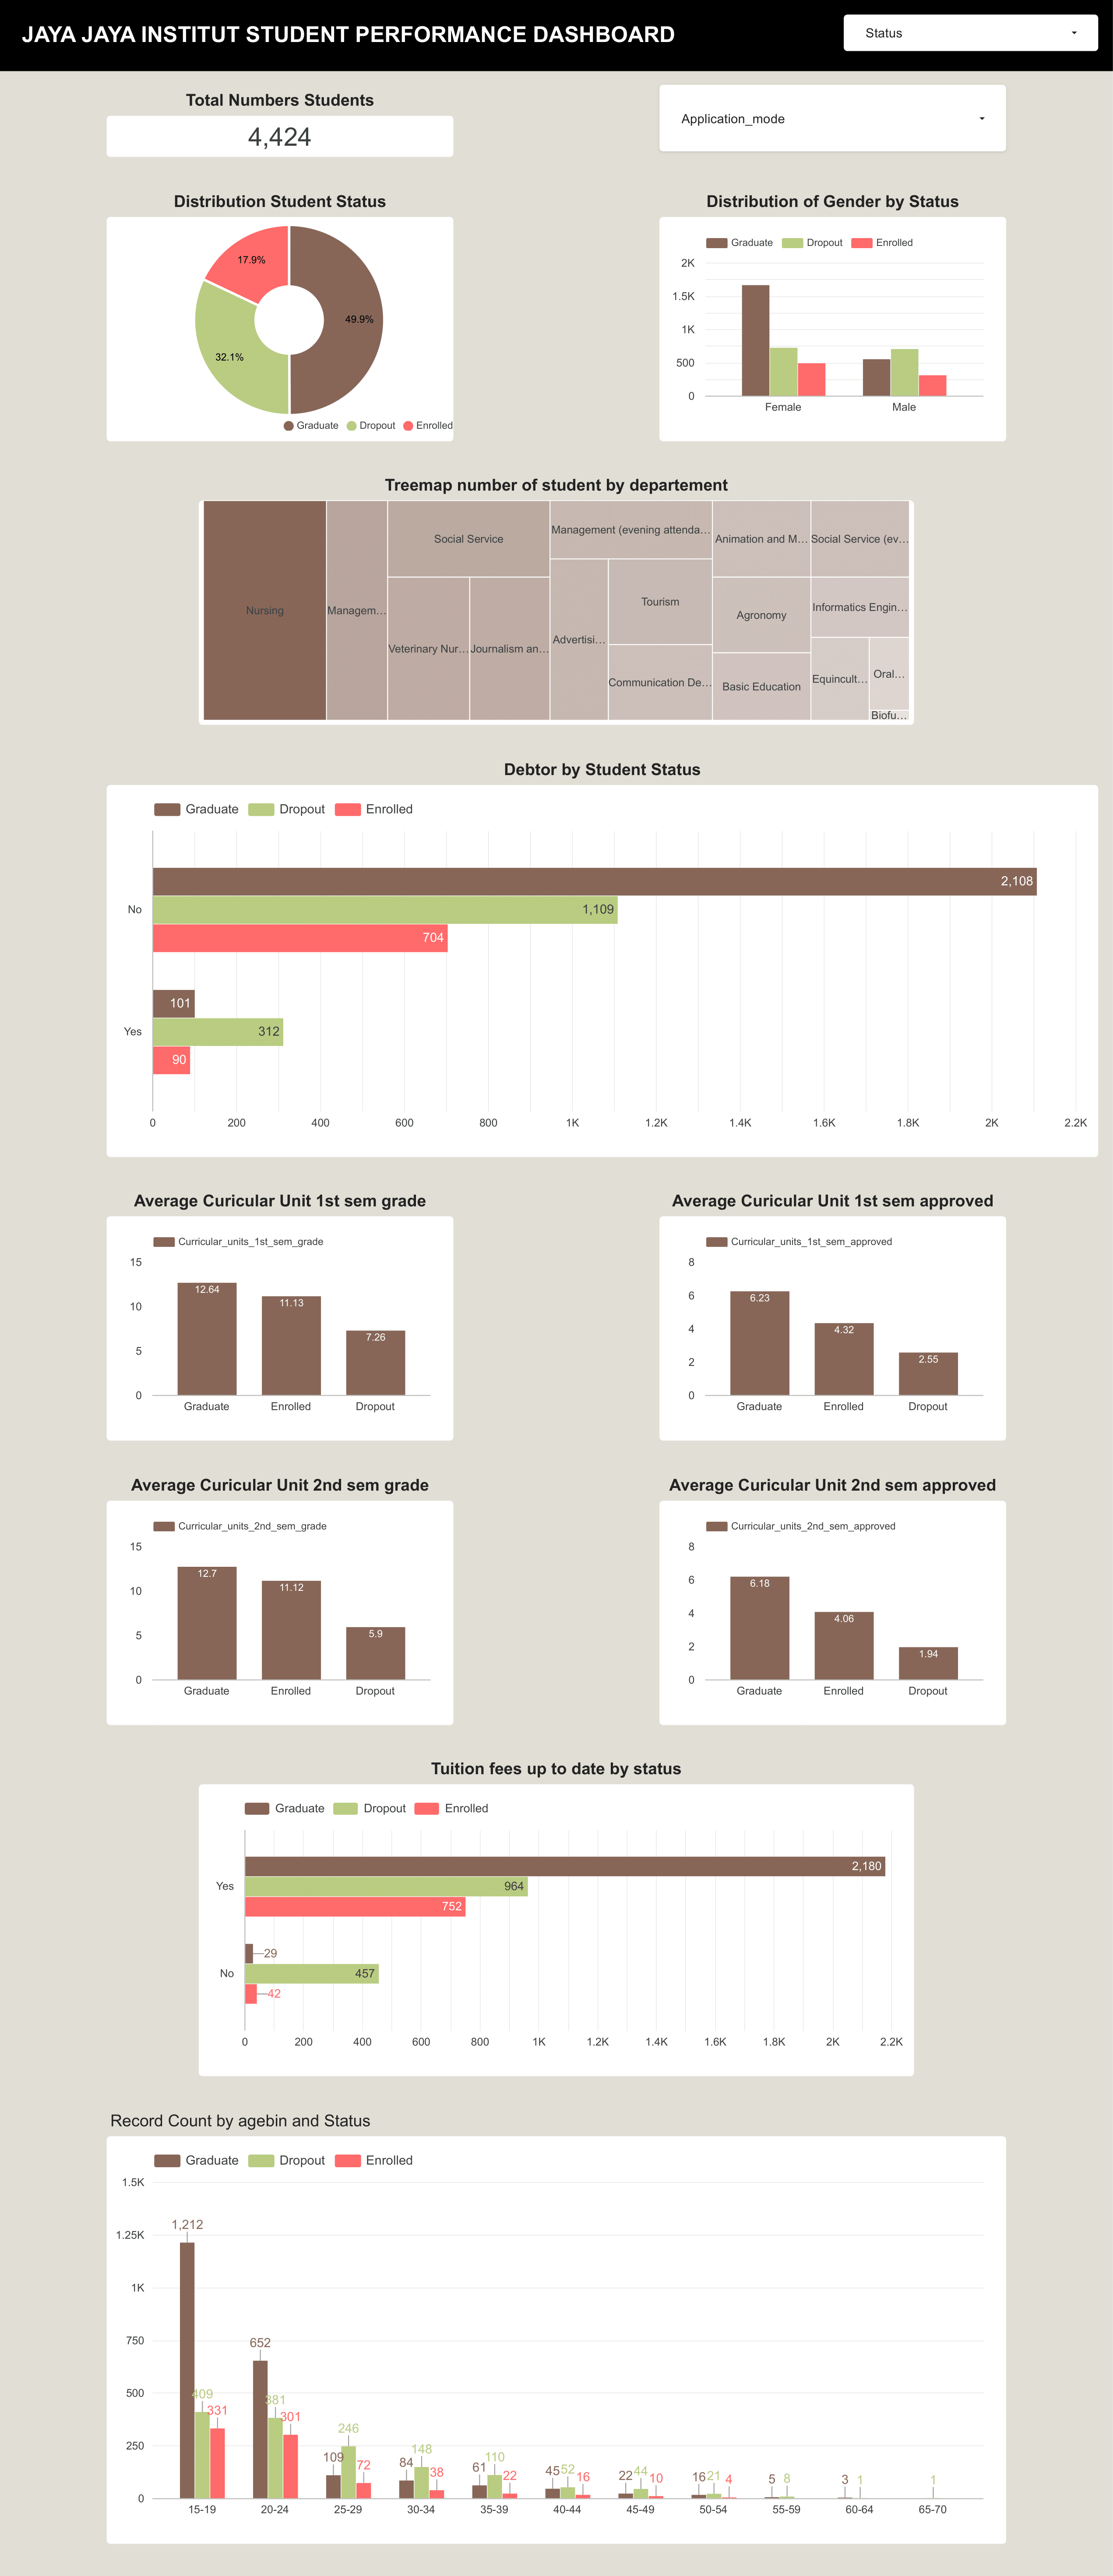 JAYA JAYA INSTITUT STUDENT PERFORMANCE DASHBOARD
Status
Total Numbers Students
4,424
Application_mode
Distribution Student Status
17.9%
49.9%
32.1%
Graduate Dropout Enrolled
Distribution of Gender by Status
Graduate Dropout Enrolled
2K
1.5K
1K
500
0
Female Male
Treemap number of student by departement
Nursing
Managem…
Social Service
Veterinary Nur…
Journalism an…
Management (evening attenda…
Advertisi…
Tourism
Communication De…
Animation and M…
Agronomy
Basic Education
Social Service (ev…
Informatics Engin…
Equincult…
Oral…
Biofu…
Debtor by Student Status
Graduate Dropout Enrolled
No
2,108
1,109
704
Yes
101
312
90
0 200 400 600 800 1K 1.2K 1.4K 1.6K 1.8K 2K 2.2K
Average Curicular Unit 1st sem grade
Curricular_units_1st_sem_grade
15
10
5
0
12.64
11.13
7.26
Graduate Enrolled Dropout
Average Curicular Unit 1st sem approved
Curricular_units_1st_sem_approved
8
6
4
2
0
6.23
4.32
2.55
Graduate Enrolled Dropout
Average Curicular Unit 2nd sem grade
Curricular_units_2nd_sem_grade
15
10
5
0
12.7
11.12
5.9
Graduate Enrolled Dropout
Average Curicular Unit 2nd sem approved
Curricular_units_2nd_sem_approved
8
6
4
2
0
6.18
4.06
1.94
Graduate Enrolled Dropout
Tuition fees up to date by status
Graduate Dropout Enrolled
Yes
2,180
964
752
No
29
457
42
0 200 400 600 800 1K 1.2K 1.4K 1.6K 1.8K 2K 2.2K
Record Count by agebin and Status
Graduate Dropout Enrolled
1.5K
1.25K
1K
750
500
250
0
1,212 409 331
652 381 301
109 246 72
84 148 38
61 110 22
45 52 16
22 44 10
16 21 4
5 8
3 1
1
15-19 20-24 25-29 30-34 35-39 40-44 45-49 50-54 55-59 60-64 65-70